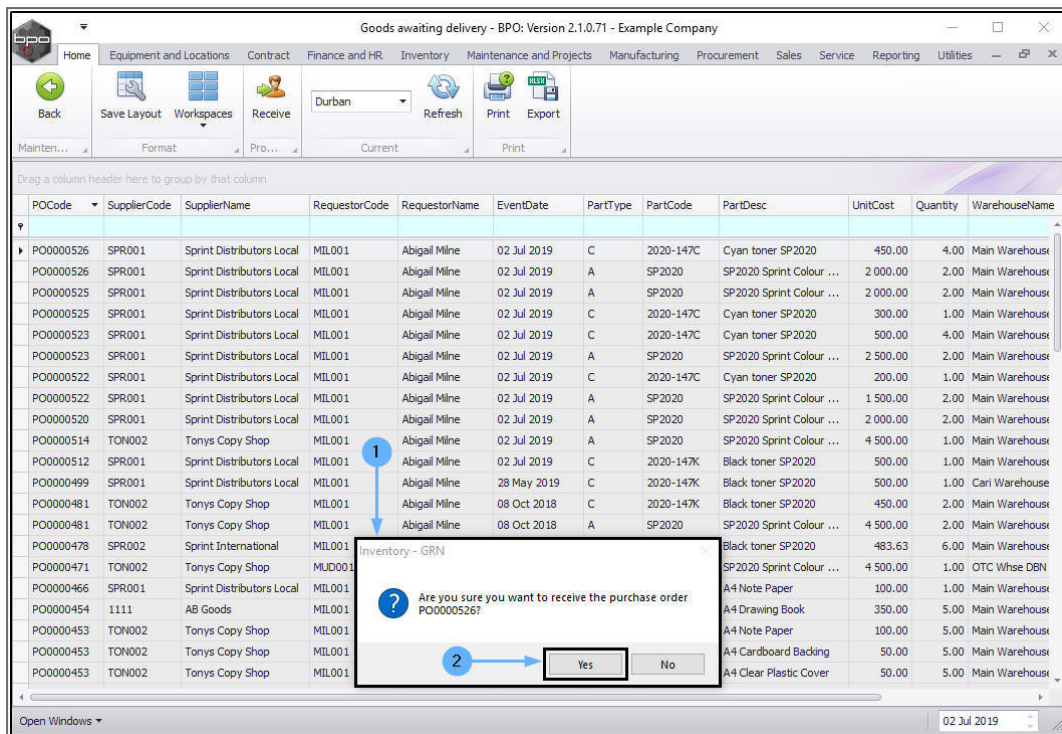 Goods awaiting delivery - BPO: Version 2.1.0.71 - Example Company
bpo
Home Equipment and Locations Contract Finance and HR Inventory Maintenance and Projects Manufacturing Procurement Sales Service Reporting Utilities
Back Save Layout Workspaces Receive Durban Refresh Print Export
Mainten... Format Pro... Current Print
Drag a column header here to group by that column
POCode SupplierCode SupplierName RequestorCode RequestorName EventDate PartType PartCode PartDesc UnitCost Quantity WarehouseName
PO0000526 SPR001 Sprint Distributors Local MIL001 Abigail Milne 02 Jul 2019 C 2020-147C Cyan toner SP2020 450.00 4.00 Main Warehouse
PO0000526 SPR001 Sprint Distributors Local MIL001 Abigail Milne 02 Jul 2019 A SP2020 SP2020 Sprint Colour ... 2 000.00 2.00 Main Warehouse
PO0000525 SPR001 Sprint Distributors Local MIL001 Abigail Milne 02 Jul 2019 A SP2020 SP2020 Sprint Colour ... 2 000.00 2.00 Main Warehouse
PO0000525 SPR001 Sprint Distributors Local MIL001 Abigail Milne 02 Jul 2019 C 2020-147C Cyan toner SP2020 300.00 1.00 Main Warehouse
PO0000523 SPR001 Sprint Distributors Local MIL001 Abigail Milne 02 Jul 2019 C 2020-147C Cyan toner SP2020 500.00 4.00 Main Warehouse
PO0000523 SPR001 Sprint Distributors Local MIL001 Abigail Milne 02 Jul 2019 A SP2020 SP2020 Sprint Colour ... 2 500.00 2.00 Main Warehouse
PO0000522 SPR001 Sprint Distributors Local MIL001 Abigail Milne 02 Jul 2019 C 2020-147C Cyan toner SP2020 200.00 1.00 Main Warehouse
PO0000522 SPR001 Sprint Distributors Local MIL001 Abigail Milne 02 Jul 2019 A SP2020 SP2020 Sprint Colour ... 1 500.00 2.00 Main Warehouse
PO0000520 SPR001 Sprint Distributors Local MIL001 Abigail Milne 02 Jul 2019 A SP2020 SP2020 Sprint Colour ... 2 000.00 2.00 Main Warehouse
PO0000514 TON002 Tonys Copy Shop MIL001 Abigail Milne 02 Jul 2019 A SP2020 SP2020 Sprint Colour ... 4 500.00 1.00 Main Warehouse
1
PO0000512 SPR001 Sprint Distributors Local MIL001 Abigail Milne 02 Jul 2019 C 2020-147K Black toner SP2020 500.00 1.00 Main Warehouse
PO0000499 SPR001 Sprint Distributors Local MIL001 Abigail Milne 28 May 2019 C 2020-147K Black toner SP2020 500.00 1.00 Cari Warehouse
PO0000481 TON002 Tonys Copy Shop MIL001 Abigail Milne 08 Oct 2018 C 2020-147K Black toner SP2020 450.00 2.00 Main Warehouse
PO0000481 TON002 Tonys Copy Shop MIL001 Abigail Milne 08 Oct 2018 A SP2020 SP2020 Sprint Colour ... 4 500.00 2.00 Main Warehouse
PO0000478 SPR002 Sprint International MIL001 Black toner SP2020 483.63 6.00 Main Warehouse
PO0000471 TON002 Tonys Copy Shop MUD001 SP2020 Sprint Colour ... 4 500.00 1.00 OTC Whse DBN
PO0000466 SPR001 Sprint Distributors Local MIL001 A4 Note Paper 100.00 1.00 Main Warehouse
PO0000454 1111 AB Goods MIL001 A4 Drawing Book 350.00 5.00 Main Warehouse
PO0000453 TON002 Tonys Copy Shop MIL001 A4 Note Paper 100.00 5.00 Main Warehouse
PO0000453 TON002 Tonys Copy Shop MIL001 A4 Cardboard Backing 50.00 5.00 Main Warehouse
PO0000453 TON002 Tonys Copy Shop MIL001 A4 Clear Plastic Cover 50.00 5.00 Main Warehouse
Inventory - GRN
Are you sure you want to receive the purchase order
PO0000526?
2
Yes No
Open Windows 02 Jul 2019